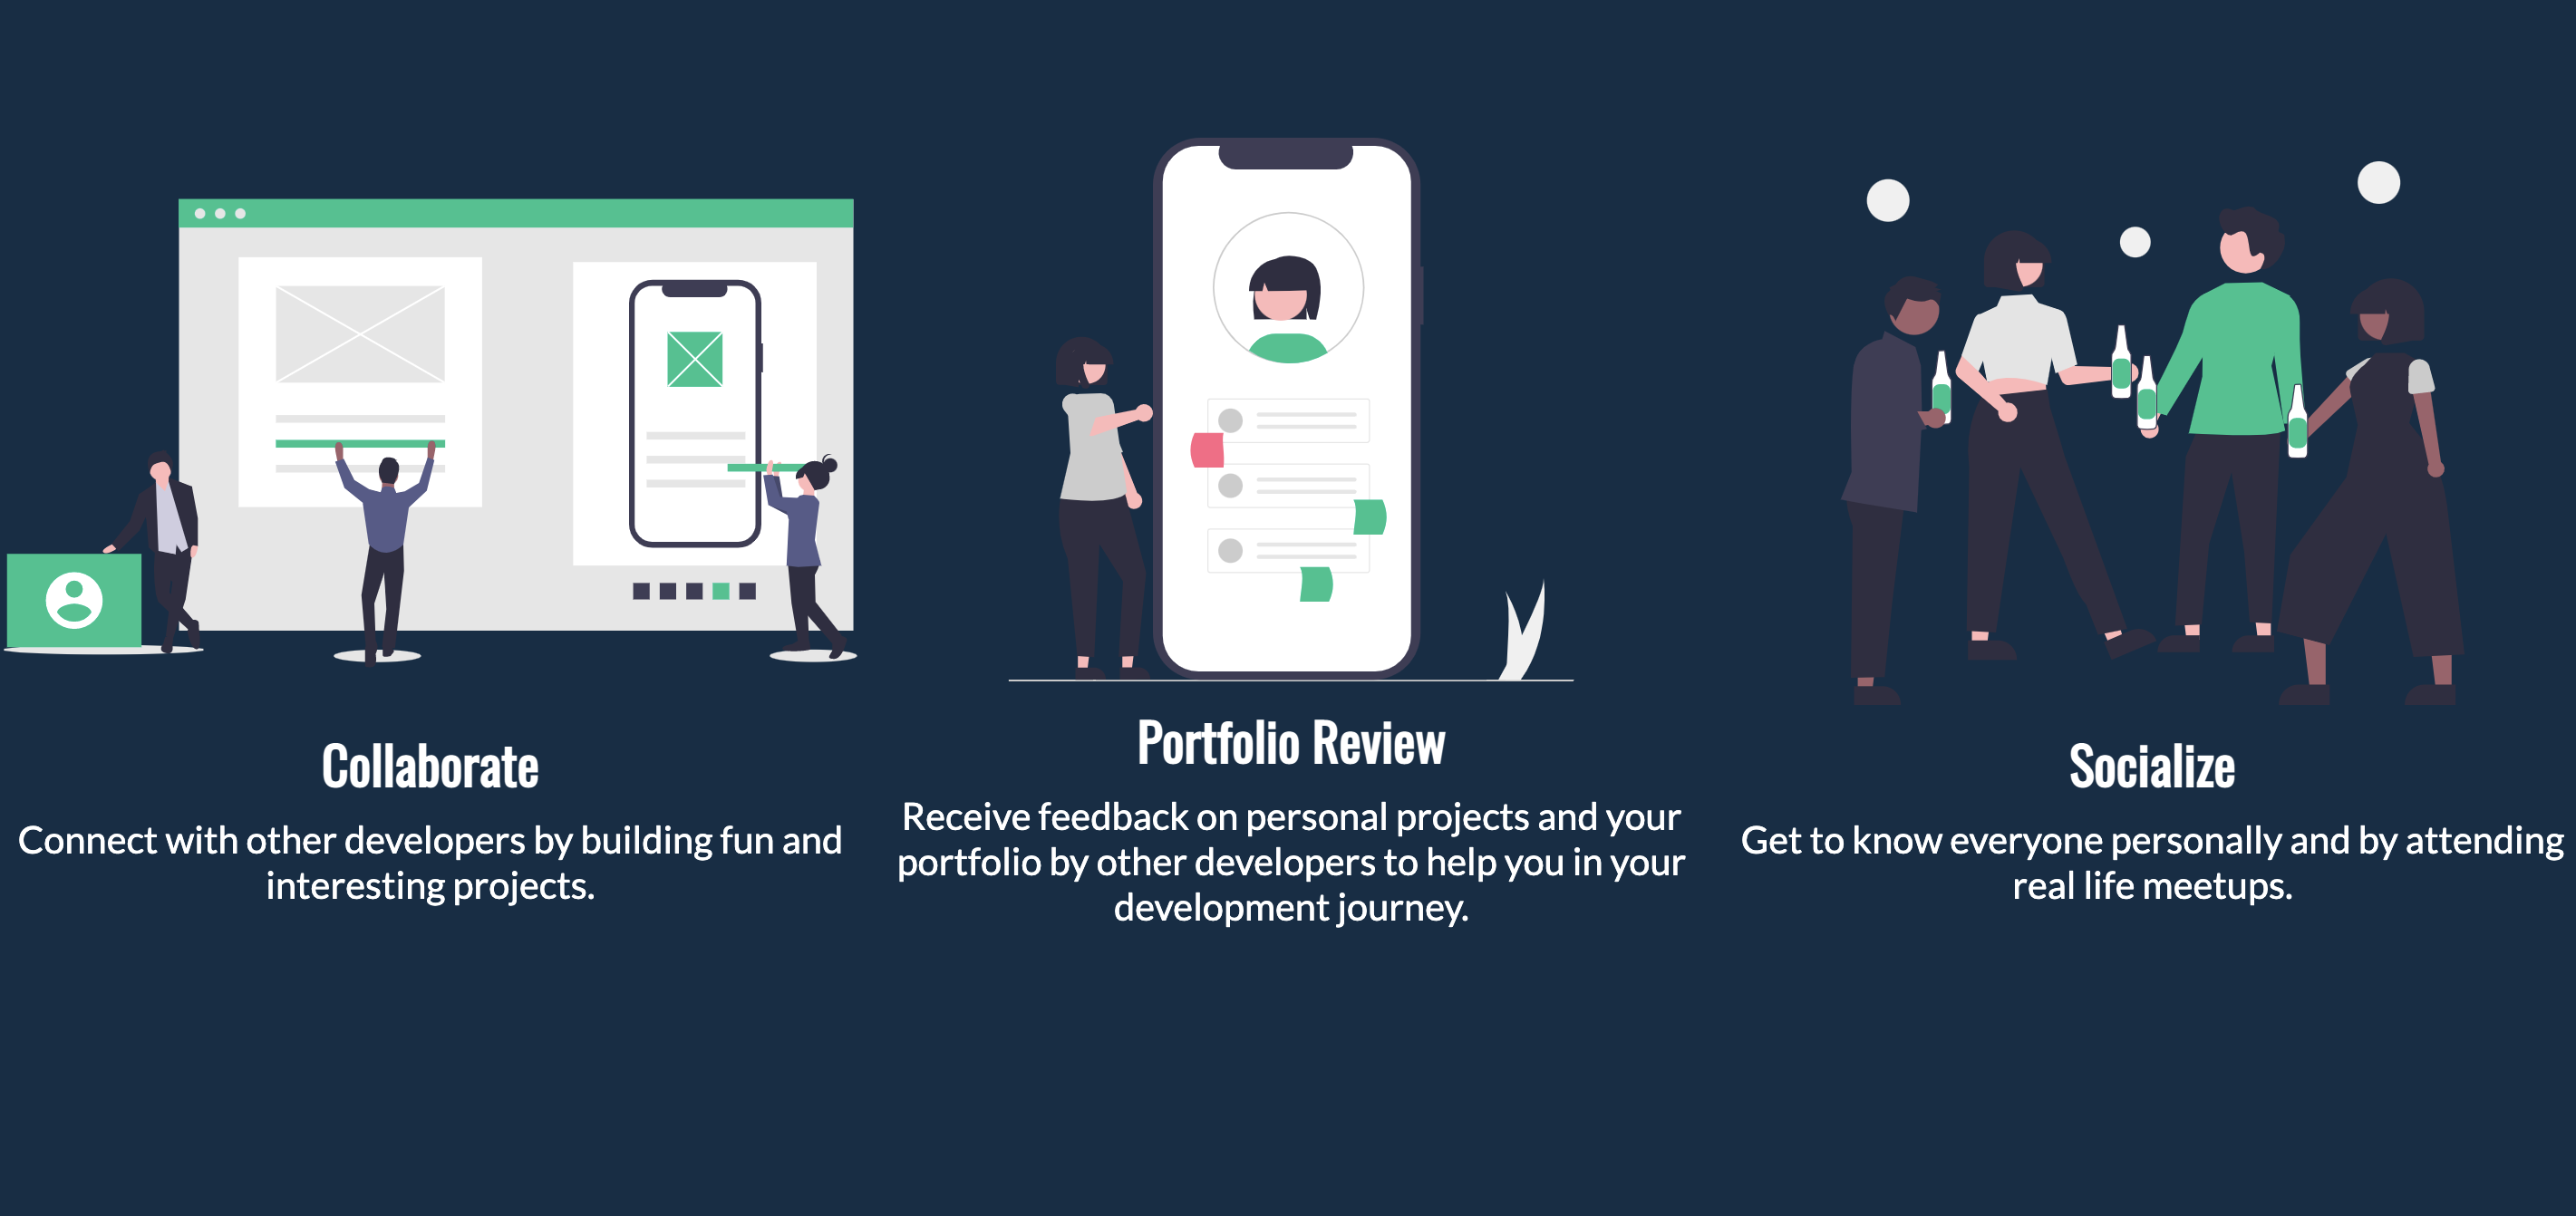 Collaborate
Connect with other developers by building fun and
interesting projects.
Portfolio Review
Receive feedback on personal projects and your
portfolio by other developers to help you in your
development journey.
Socialize
Get to know everyone personally and by attending
real life meetups.